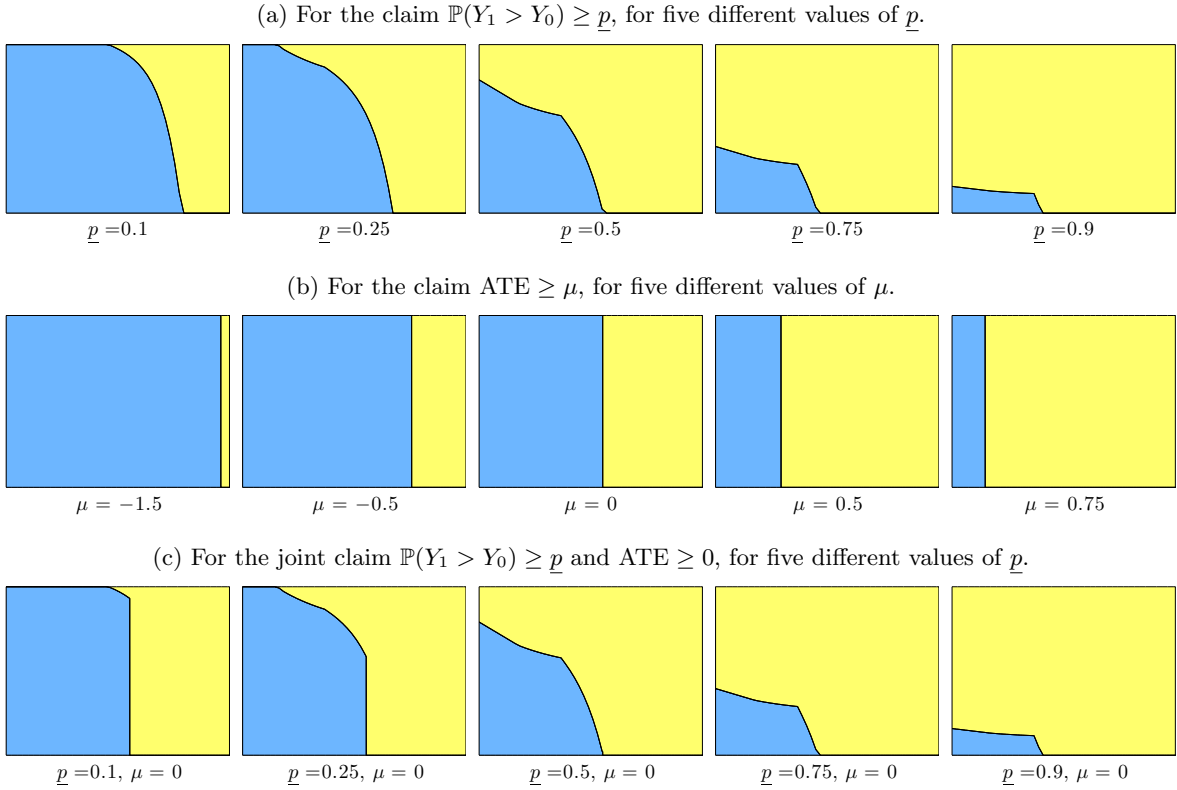 (a) For the claim ℙ(Y₁ > Y₀) ≥ p̲, for five different values of p̲.
p̲ =0.1 p̲ =0.25 p̲ =0.5 p̲ =0.75 p̲ =0.9
(b) For the claim ATE ≥ μ, for five different values of μ.
μ = −1.5 μ = −0.5 μ = 0 μ = 0.5 μ = 0.75
(c) For the joint claim ℙ(Y₁ > Y₀) ≥ p̲ and ATE ≥ 0, for five different values of p̲.
p̲ =0.1, μ = 0 p̲ =0.25, μ = 0 p̲ =0.5, μ = 0 p̲ =0.75, μ = 0 p̲ =0.9, μ = 0